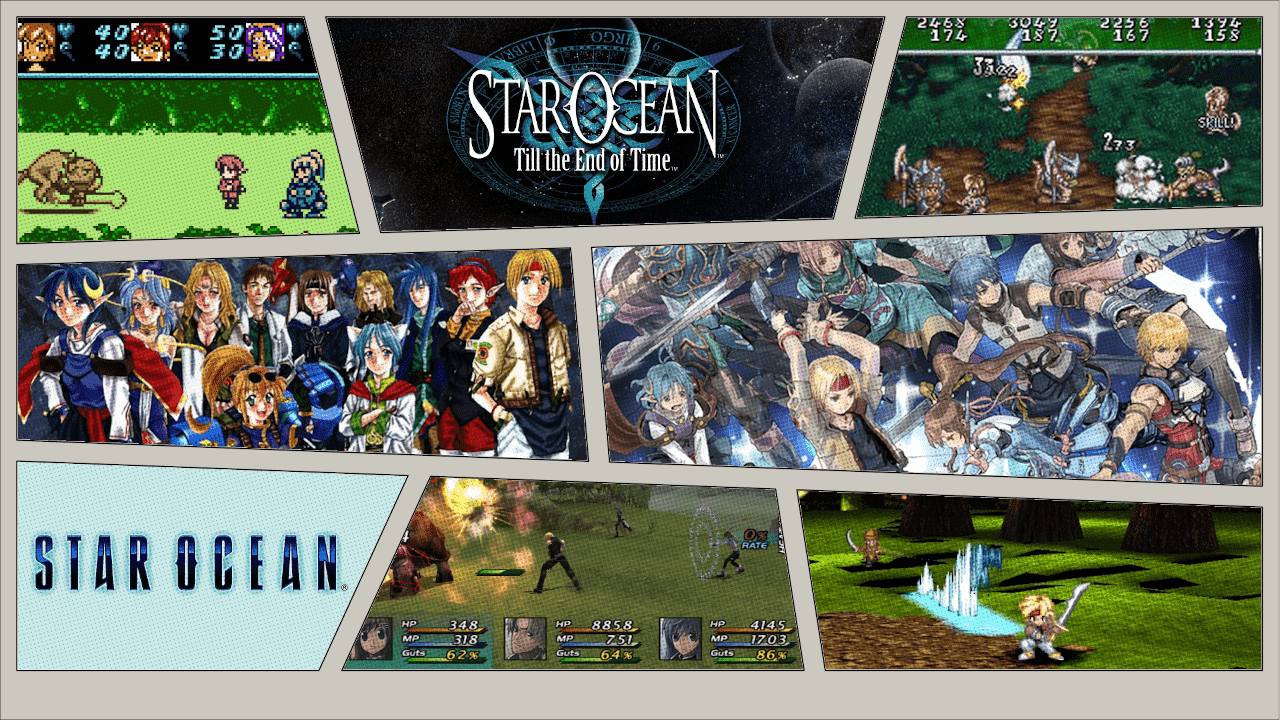 40
40
50
30
STAR OCEAN
Till the End of Time™
2468 3049 2256 1394
174 187 167 158
SKILL!
273
STAR OCEAN®
0%
RATE
HP 348
MP 318
Guts 62%
HP 8858
MP 751
Guts 64%
HP 4145
MP 1703
Guts 86%